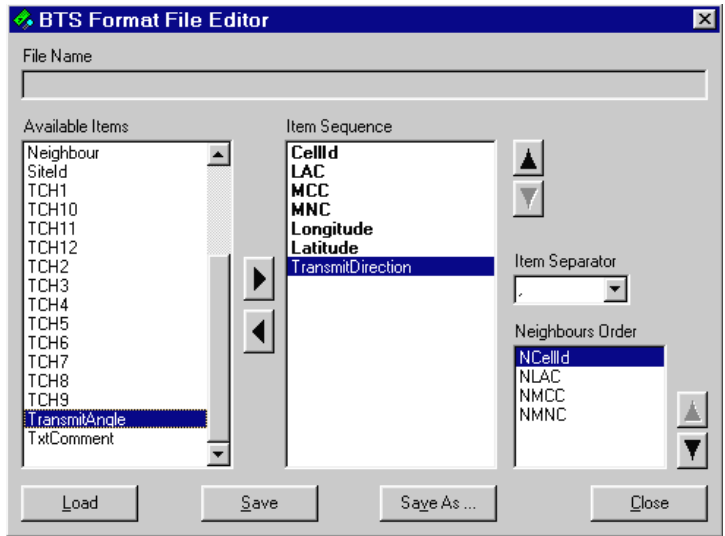 BTS Format File Editor
File Name
Available Items
Neighbour
SiteId
TCH1
TCH10
TCH11
TCH12
TCH2
TCH3
TCH4
TCH5
TCH6
TCH7
TCH8
TCH9
TransmitAngle
TxtComment
Item Sequence
CellId
LAC
MCC
MNC
Longitude
Latitude
TransmitDirection
Item Separator
,
Neighbours Order
NCellId
NLAC
NMCC
NMNC
Load
Save
Save As ...
Close